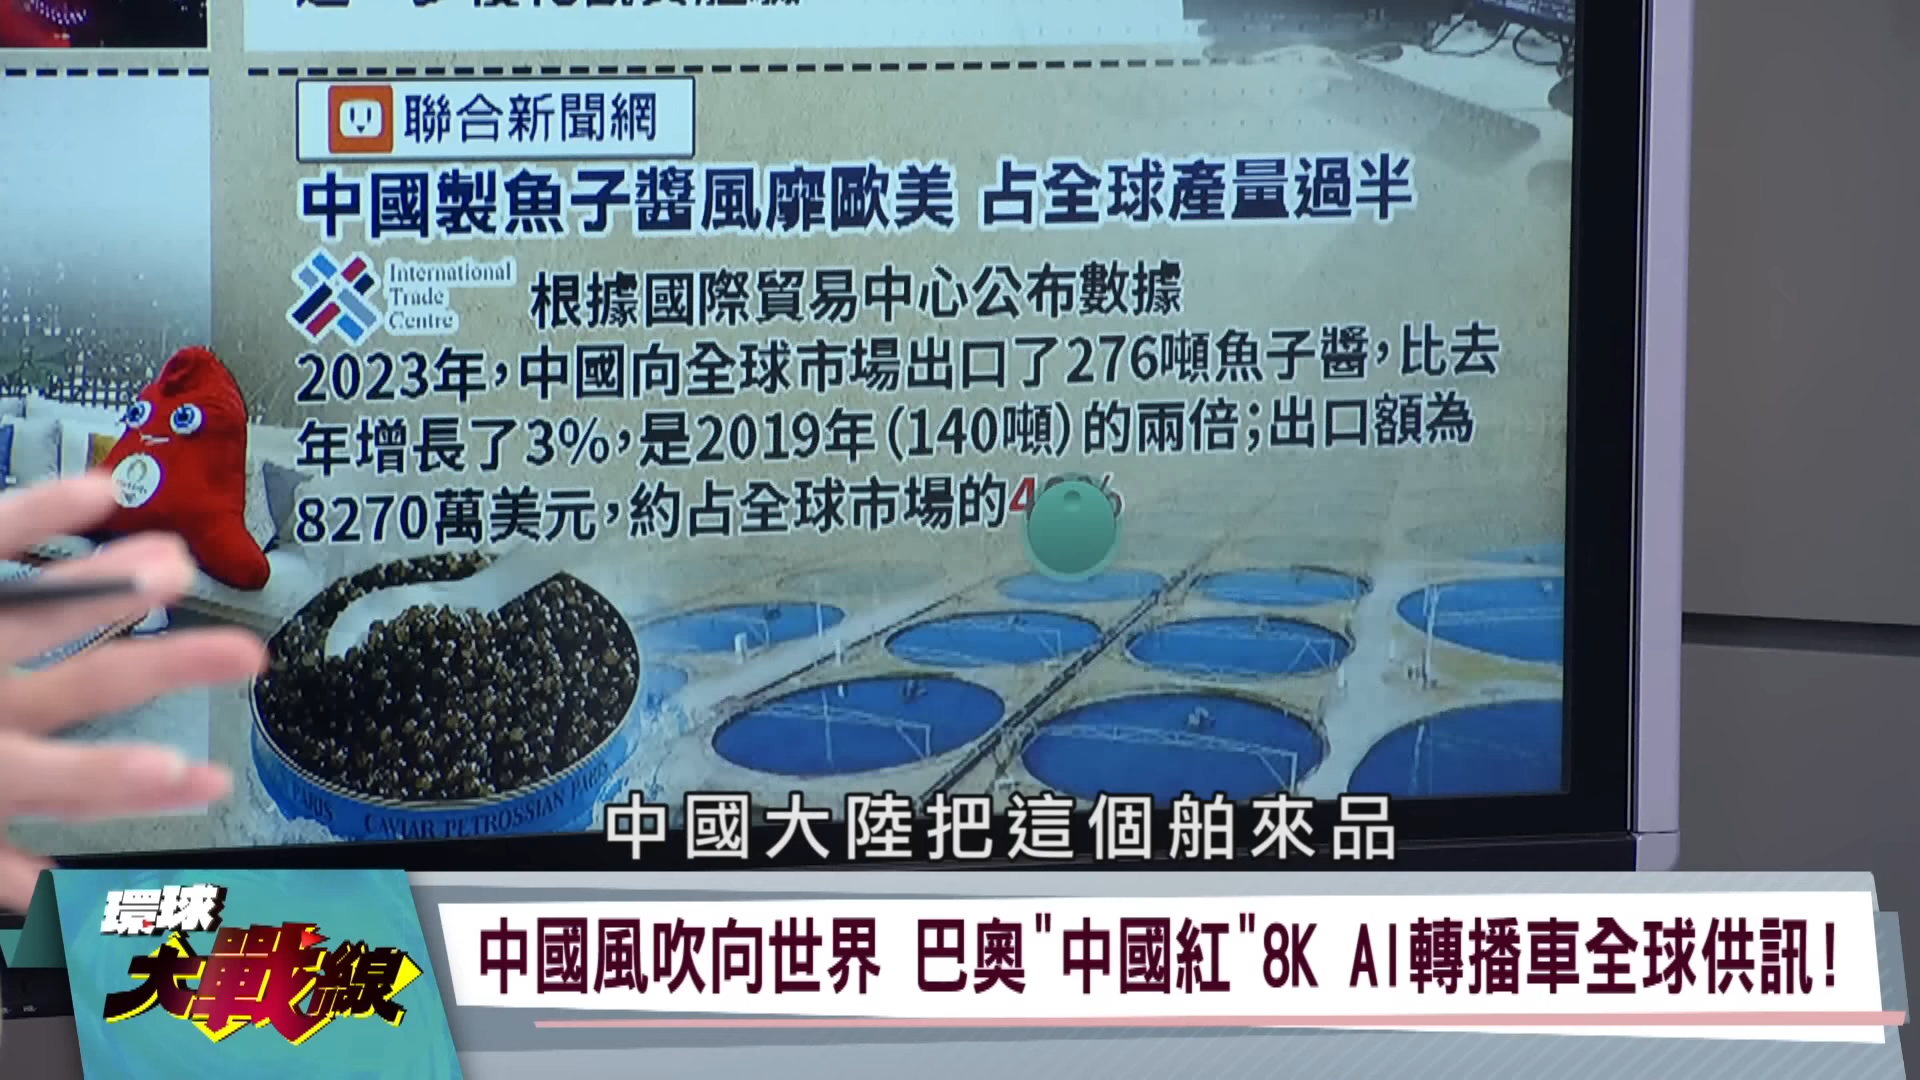 聯合新聞網
中國製魚子醬風靡歐美 占全球產量過半
International
Trade
Centre
根據國際貿易中心公布數據
2023年，中國向全球市場出口了276噸魚子醬，比去
年增長了3%，是2019年（140噸）的兩倍；出口額為
8270萬美元，約占全球市場的4
PARIS CAVIAR PETROSSIAN PARIS
中國大陸把這個舶來品
環球
大戰線
中國風吹向世界 巴奧"中國紅"8K AI轉播車全球供訊!